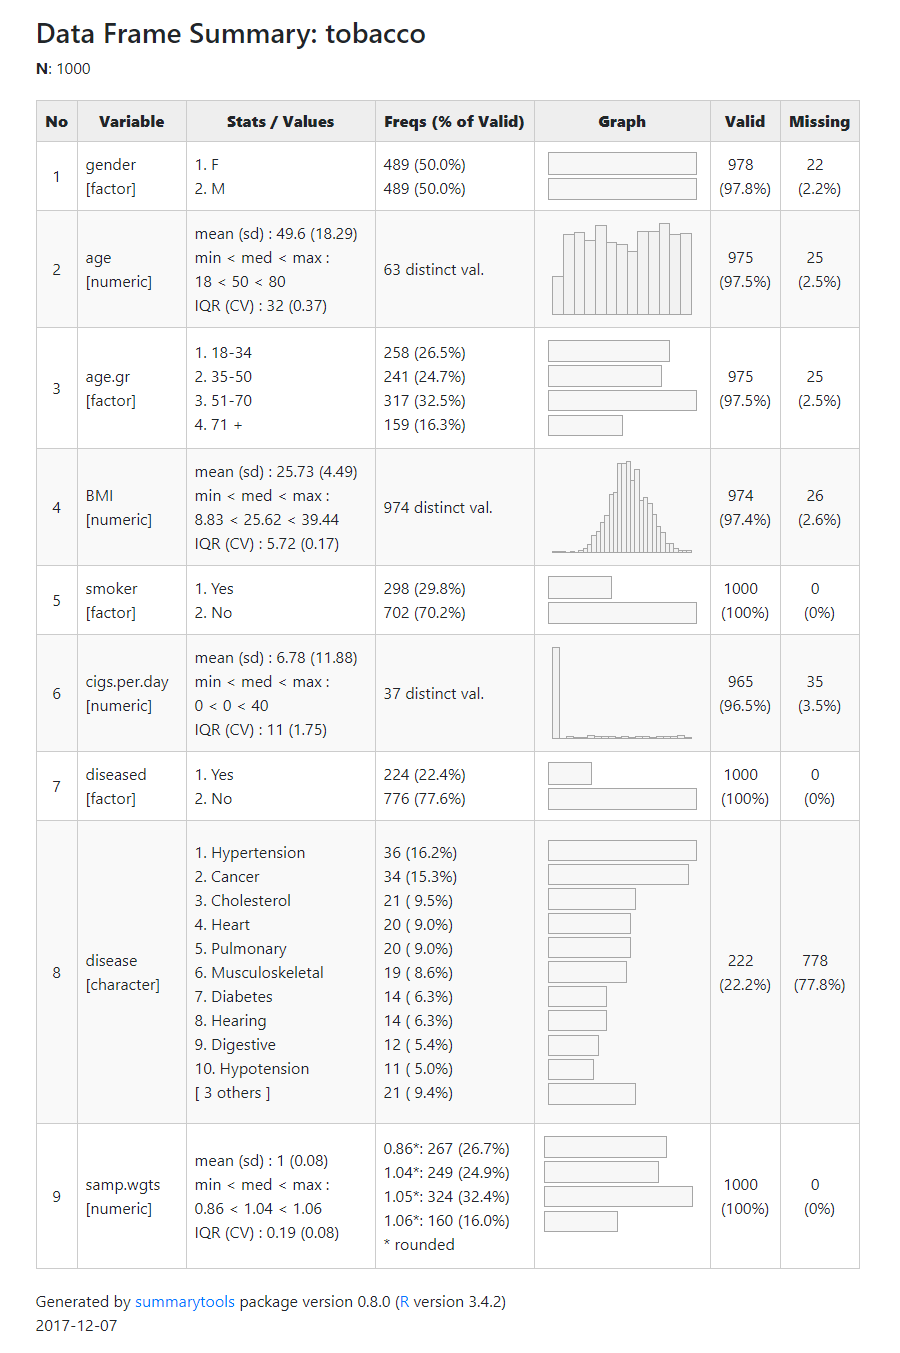 Data Frame Summary: tobacco
N: 1000
No Variable Stats / Values Freqs (% of Valid) Graph Valid Missing
1
gender
[factor]
1. F
2. M
489 (50.0%)
489 (50.0%)
978
(97.8%)
22
(2.2%)
2
age
[numeric]
mean (sd) : 49.6 (18.29)
min < med < max :
18 < 50 < 80
IQR (CV) : 32 (0.37)
63 distinct val.
975
(97.5%)
25
(2.5%)
3
age.gr
[factor]
1. 18-34
2. 35-50
3. 51-70
4. 71 +
258 (26.5%)
241 (24.7%)
317 (32.5%)
159 (16.3%)
975
(97.5%)
25
(2.5%)
4
BMI
[numeric]
mean (sd) : 25.73 (4.49)
min < med < max :
8.83 < 25.62 < 39.44
IQR (CV) : 5.72 (0.17)
974 distinct val.
974
(97.4%)
26
(2.6%)
5
smoker
[factor]
1. Yes
2. No
298 (29.8%)
702 (70.2%)
1000
(100%)
0
(0%)
6
cigs.per.day
[numeric]
mean (sd) : 6.78 (11.88)
min < med < max :
0 < 0 < 40
IQR (CV) : 11 (1.75)
37 distinct val.
965
(96.5%)
35
(3.5%)
7
diseased
[factor]
1. Yes
2. No
224 (22.4%)
776 (77.6%)
1000
(100%)
0
(0%)
8
disease
[character]
1. Hypertension
2. Cancer
3. Cholesterol
4. Heart
5. Pulmonary
6. Musculoskeletal
7. Diabetes
8. Hearing
9. Digestive
10. Hypotension
[ 3 others ]
36 (16.2%)
34 (15.3%)
21 ( 9.5%)
20 ( 9.0%)
20 ( 9.0%)
19 ( 8.6%)
14 ( 6.3%)
14 ( 6.3%)
12 ( 5.4%)
11 ( 5.0%)
21 ( 9.4%)
222
(22.2%)
778
(77.8%)
9
samp.wgts
[numeric]
mean (sd) : 1 (0.08)
min < med < max :
0.86 < 1.04 < 1.06
IQR (CV) : 0.19 (0.08)
0.86*: 267 (26.7%)
1.04*: 249 (24.9%)
1.05*: 324 (32.4%)
1.06*: 160 (16.0%)
* rounded
1000
(100%)
0
(0%)
Generated by summarytools package version 0.8.0 (R version 3.4.2)
2017-12-07